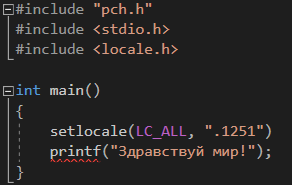 #include "pch.h"
#include <stdio.h>
#include <locale.h>
int main()
{
setlocale(LC_ALL, ".1251")
printf("Здравствуй мир!");
}